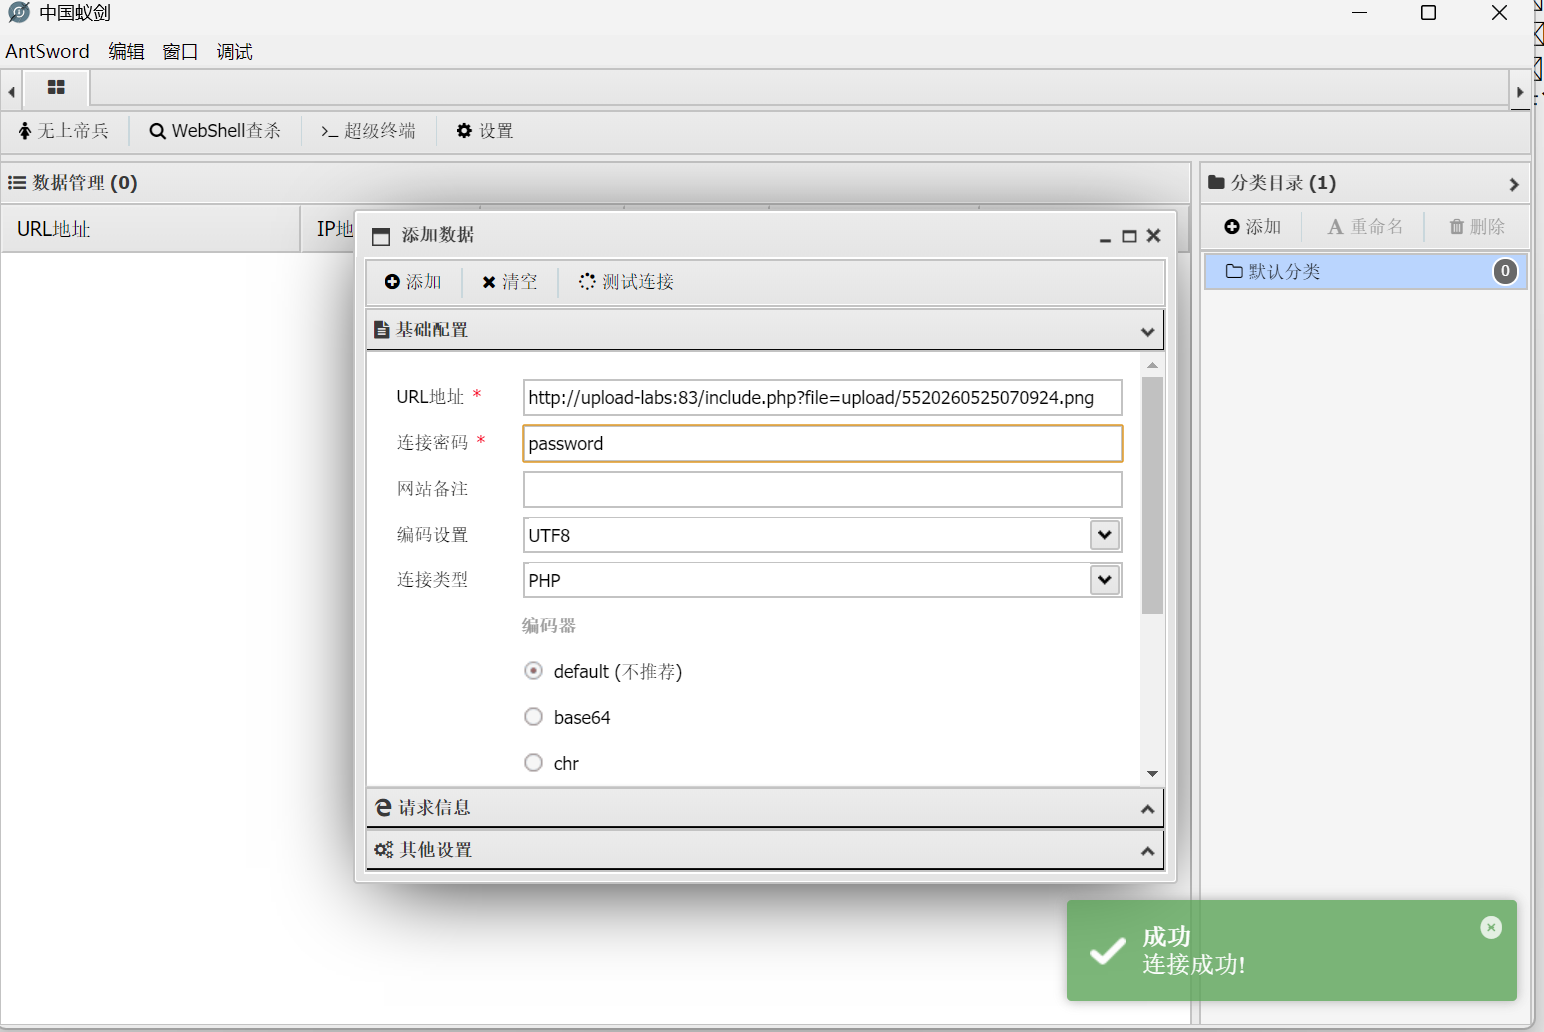 中国蚁剑
AntSword 编辑 窗口 调试
无上帝兵 WebShell查杀 超级终端 设置
数据管理 (0)
URL地址 IP地
添加数据
添加 清空 测试连接
基础配置
URL地址 * http://upload-labs:83/include.php?file=upload/5520260525070924.png
连接密码 * password
网站备注
编码设置 UTF8
连接类型 PHP
编码器
default (不推荐)
base64
chr
请求信息
其他设置
分类目录 (1)
添加 重命名 删除
默认分类 0
成功
连接成功!